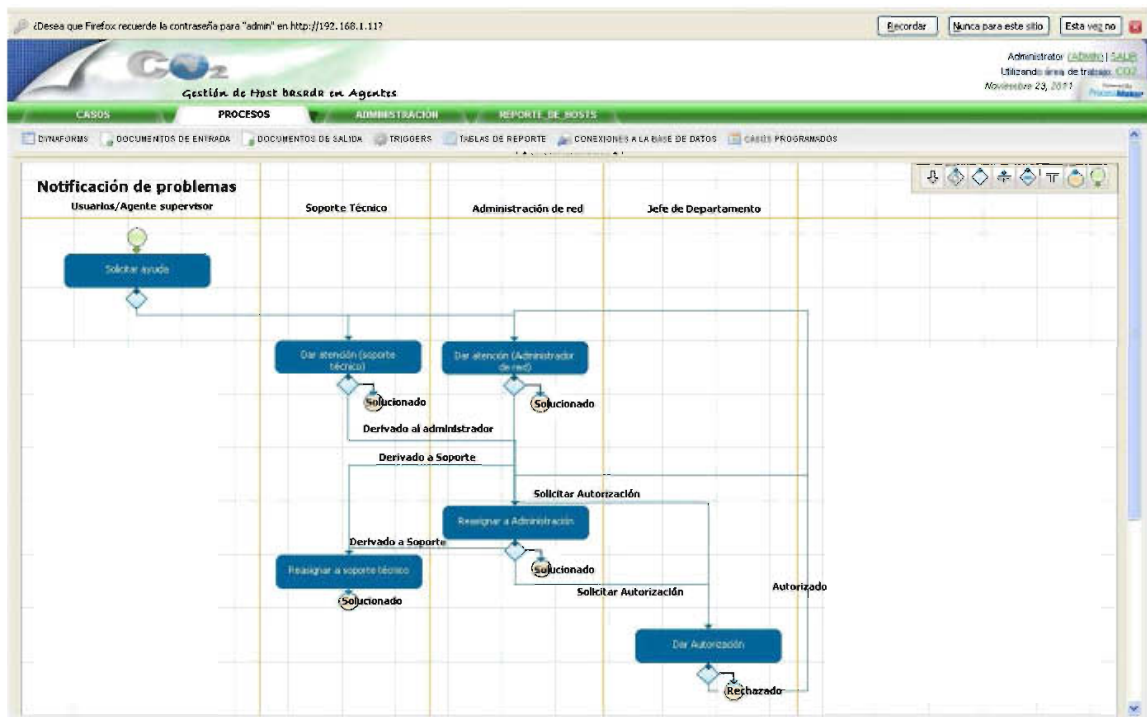 ¿Desea que Firefox recuerde la contraseña para "admin" en http://192.168.1.11?
Recordar
Nunca para este sitio
Esta vez no
CO2
Gestión de Host basada en Agentes
Administrator (ADMIN) | SALIR
Utilizando área de trabajo: CO2
Noviembre 23, 2011
CASOS
PROCESOS
ADMINISTRACIÓN
REPORTE_DE_HOSTS
DYNAFORMS
DOCUMENTOS DE ENTRADA
DOCUMENTOS DE SALIDA
TRIGGERS
TABLAS DE REPORTE
CONEXIONES A LA BASE DE DATOS
CASOS PROGRAMADOS
Notificación de problemas
Usuarios/Agente supervisor
Soporte Técnico
Administración de red
Jefe de Departamento
Solicitar ayuda
Dar atención (soporte
técnico)
Dar atención (Administrador
de red)
Solucionado
Solucionado
Derivado al administrador
Derivado a Soporte
Solicitar Autorización
Reasignar a Administración
Derivado a Soporte
Reasignar a soporte técnico
Solucionado
Solicitar Autorización
Autorizado
Solucionado
Dar Autorización
Rechazado